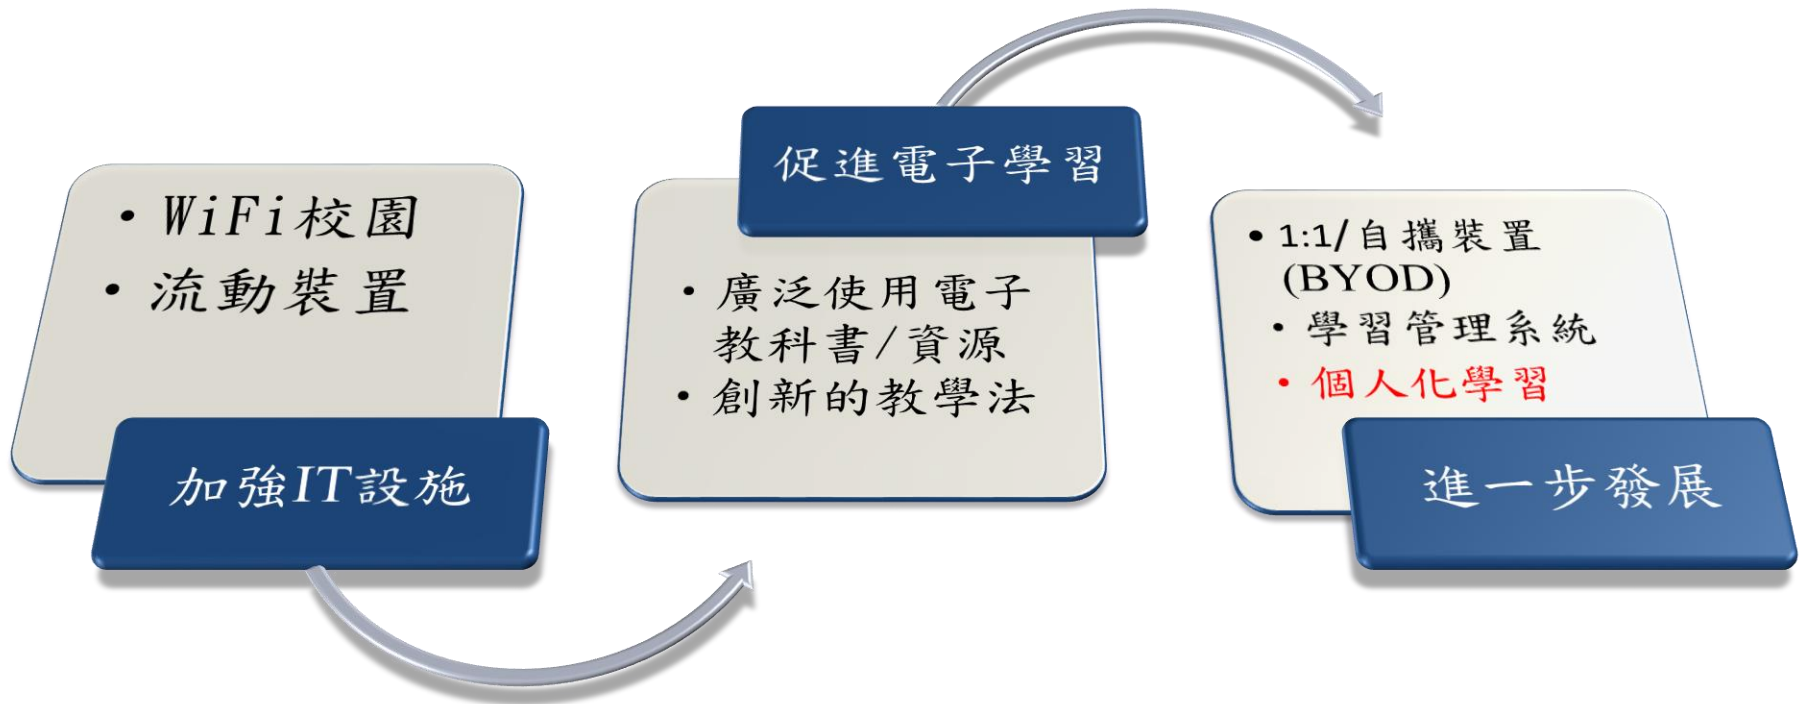 • WiFi校園
• 流動裝置
加強IT設施
促進電子學習
• 廣泛使用電子
教科書/資源
• 創新的教學法
• 1:1/自攜裝置
(BYOD)
• 學習管理系統
• 個人化學習
進一步發展